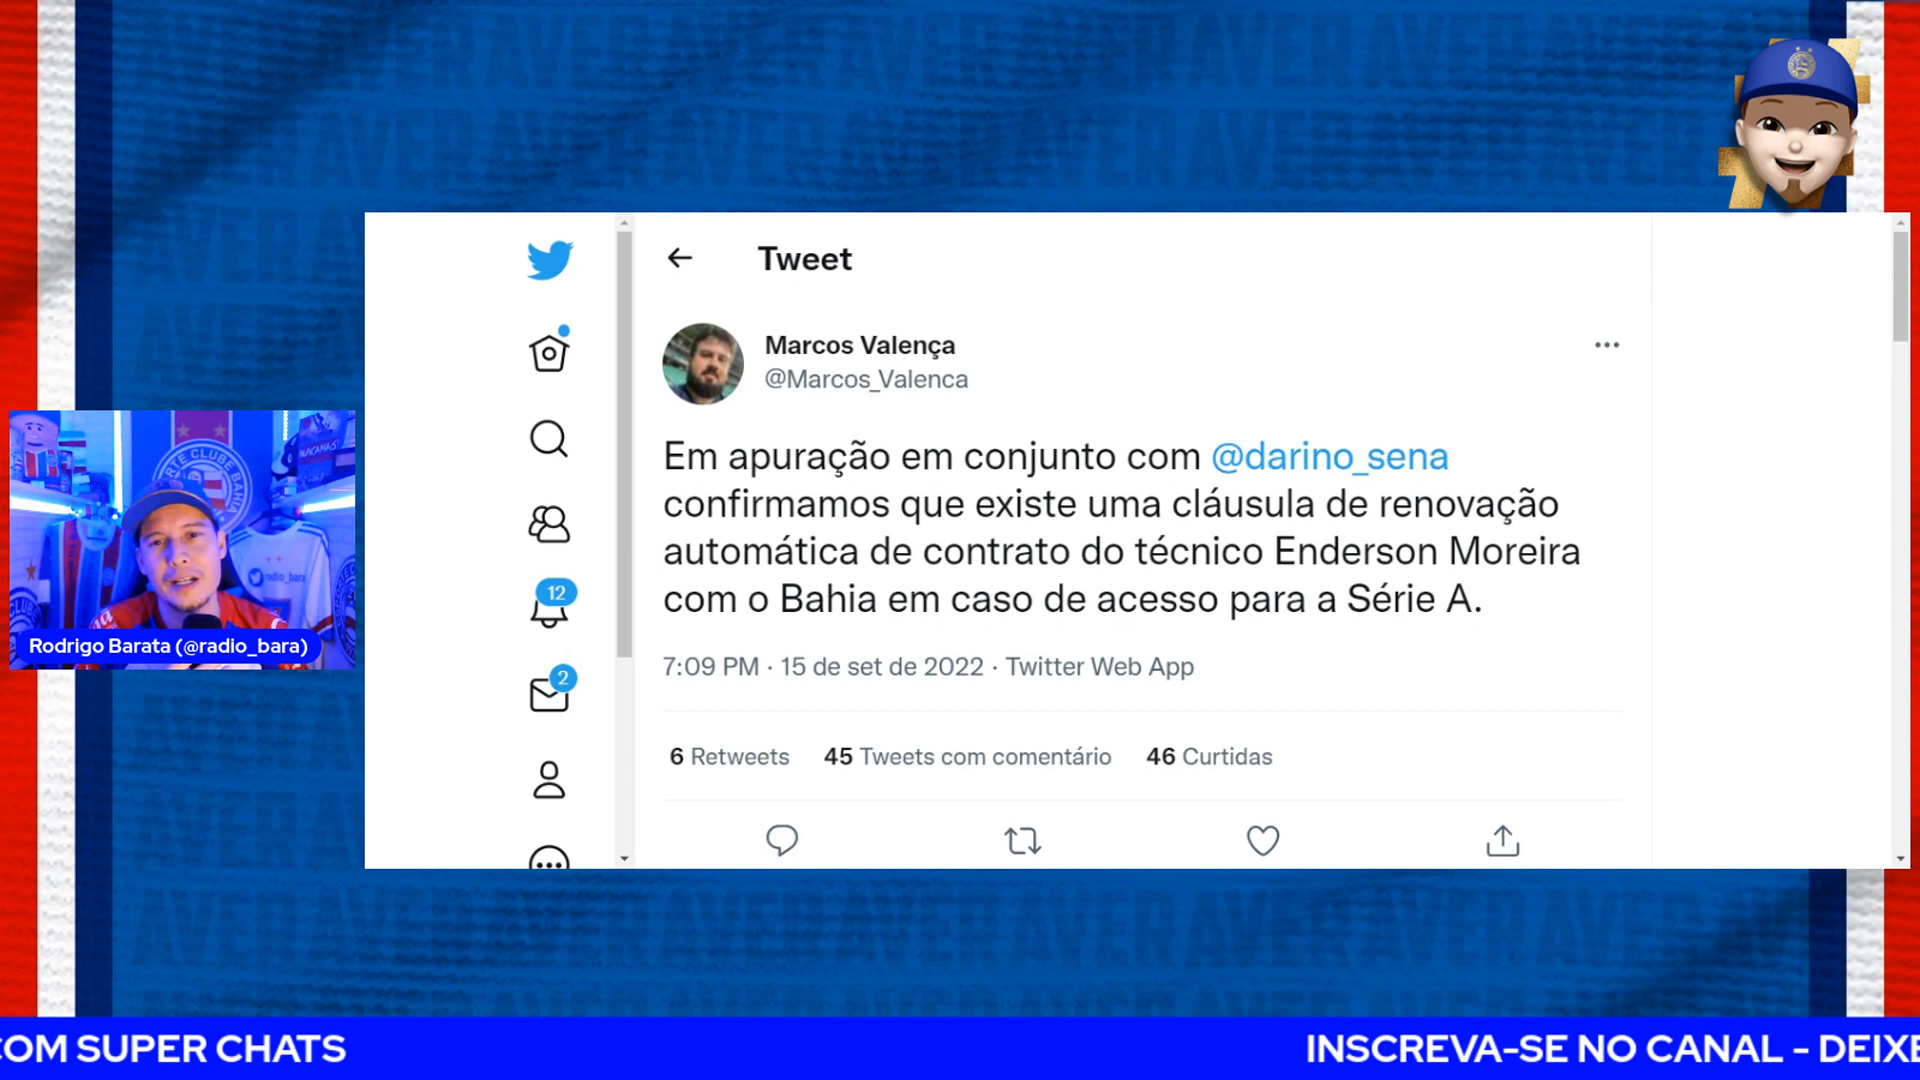 Tweet
Marcos Valença
@Marcos_Valenca
Em apuração em conjunto com @darino_sena
confirmamos que existe uma cláusula de renovação
automática de contrato do técnico Enderson Moreira
com o Bahia em caso de acesso para a Série A.
7:09 PM · 15 de set de 2022 · Twitter Web App
6 Retweets 45 Tweets com comentário 46 Curtidas
12
2
radio_bara
Rodrigo Barata (@radio_bara)
COM SUPER CHATS
INSCREVA-SE NO CANAL - DEIXE